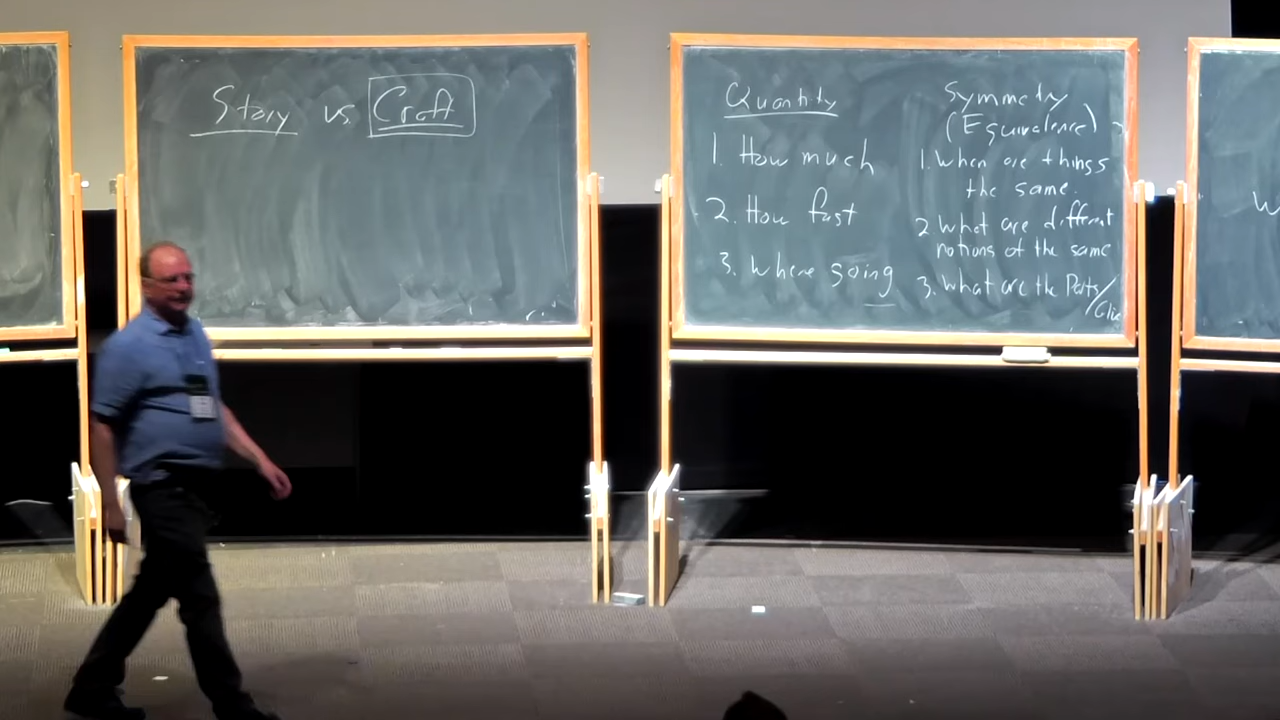 Story vs. Craft
Quantity
1. How much
2. How fast
3. Where going
Symmetry
(Equivalence)
1. When are things
the same.
2 What are different
notions of the same
3. What are the Parts/